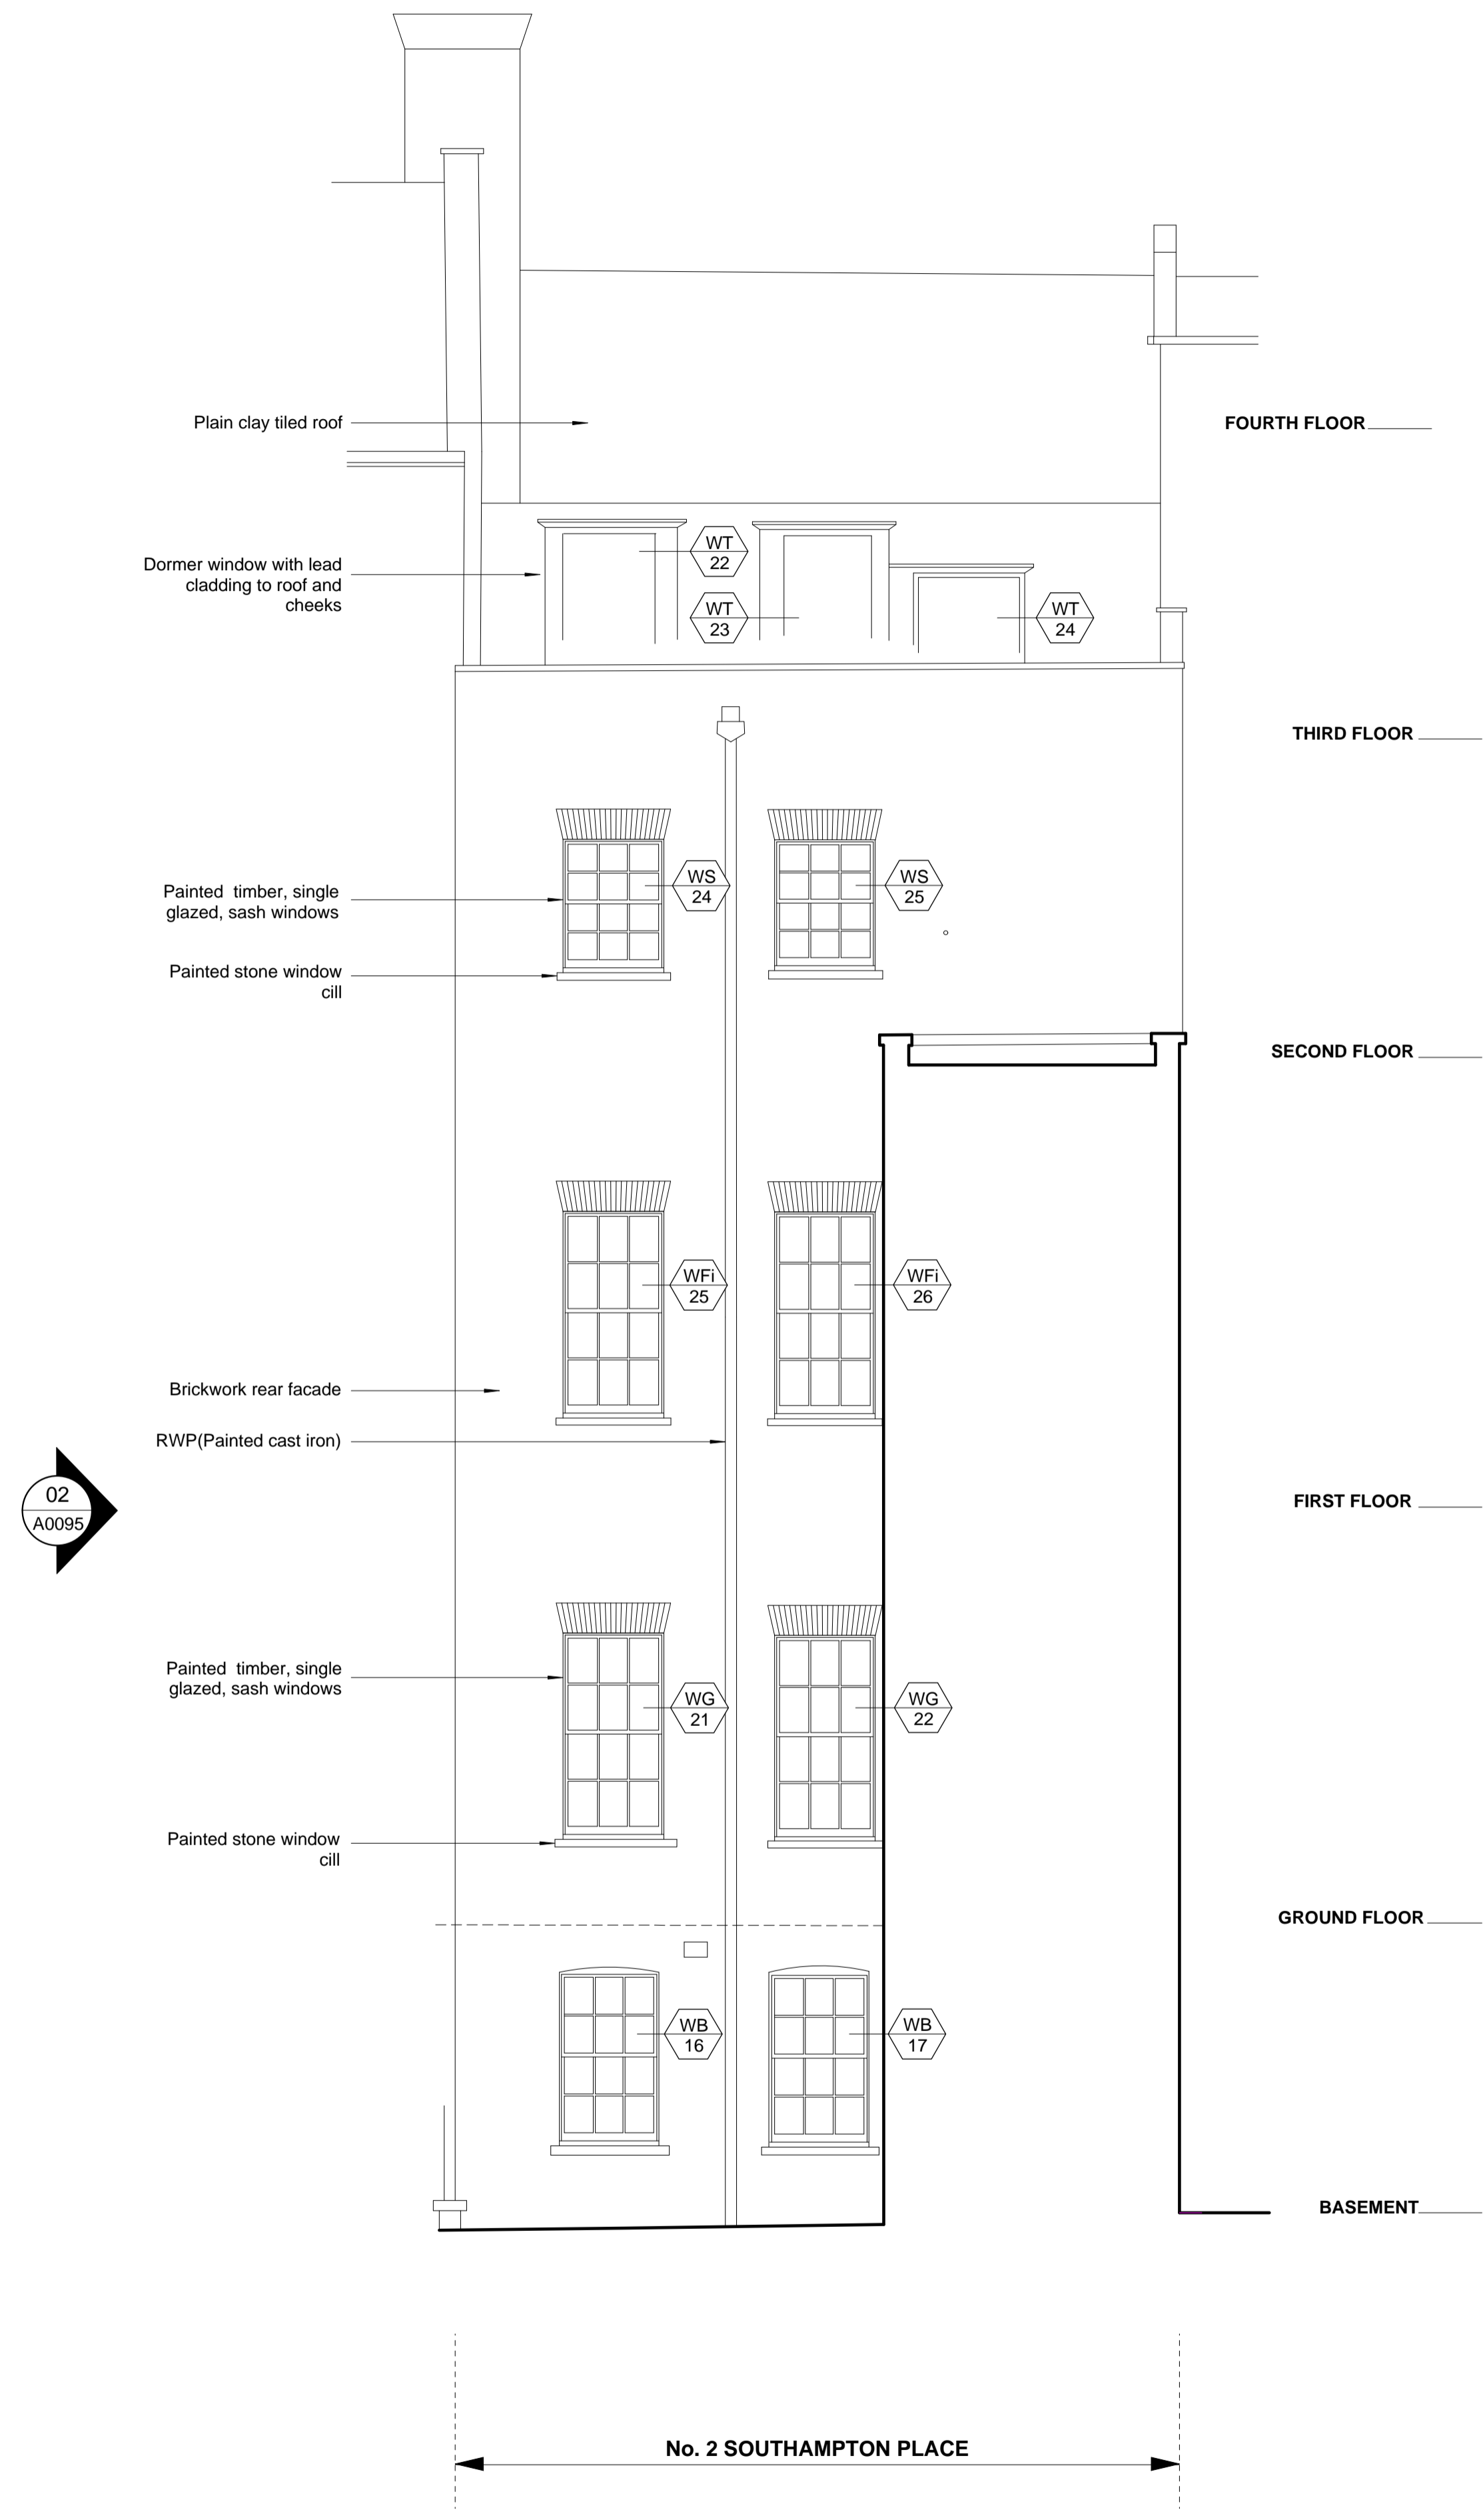 Plain clay tiled roof
FOURTH FLOOR
WT
22
Dormer window with lead
cladding to roof and
cheeks
WT
23
WT
24
THIRD FLOOR
WS
24
WS
25
Painted timber, single
glazed, sash windows
Painted stone window
cill
SECOND FLOOR
WFi
25
WFi
26
Brickwork rear facade
RWP(Painted cast iron)
02
A0095
FIRST FLOOR
Painted timber, single
glazed, sash windows
WG
21
WG
22
Painted stone window
cill
GROUND FLOOR
WB
16
WB
17
BASEMENT
No. 2 SOUTHAMPTON PLACE